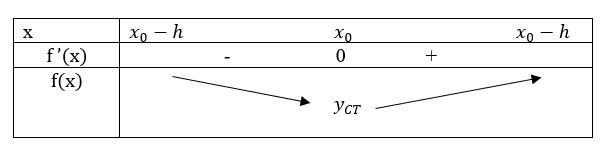 x x₀ − h x₀ x₀ − h
f'(x) - 0 +
f(x)
y_CT